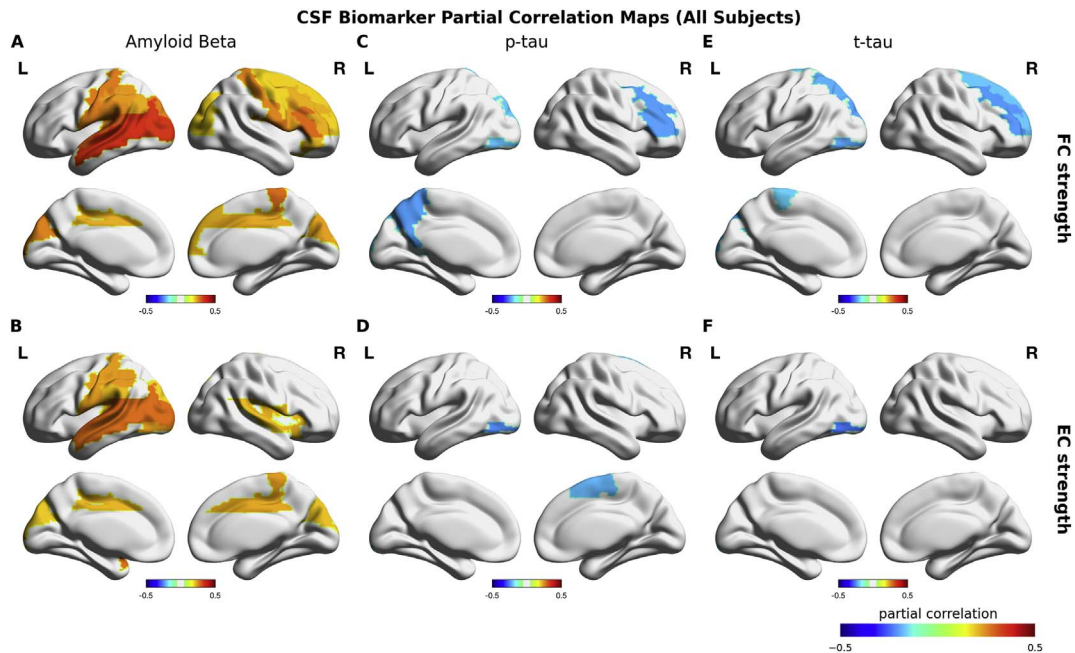 CSF Biomarker Partial Correlation Maps (All Subjects)
A Amyloid Beta C p-tau E t-tau
L R L R L R
FC strength
-0.5 0.5 -0.5 0.5 -0.5 0.5
B D F
L R L R L R
EC strength
-0.5 0.5 -0.5 0.5 -0.5 0.5
partial correlation
−0.5 0.5